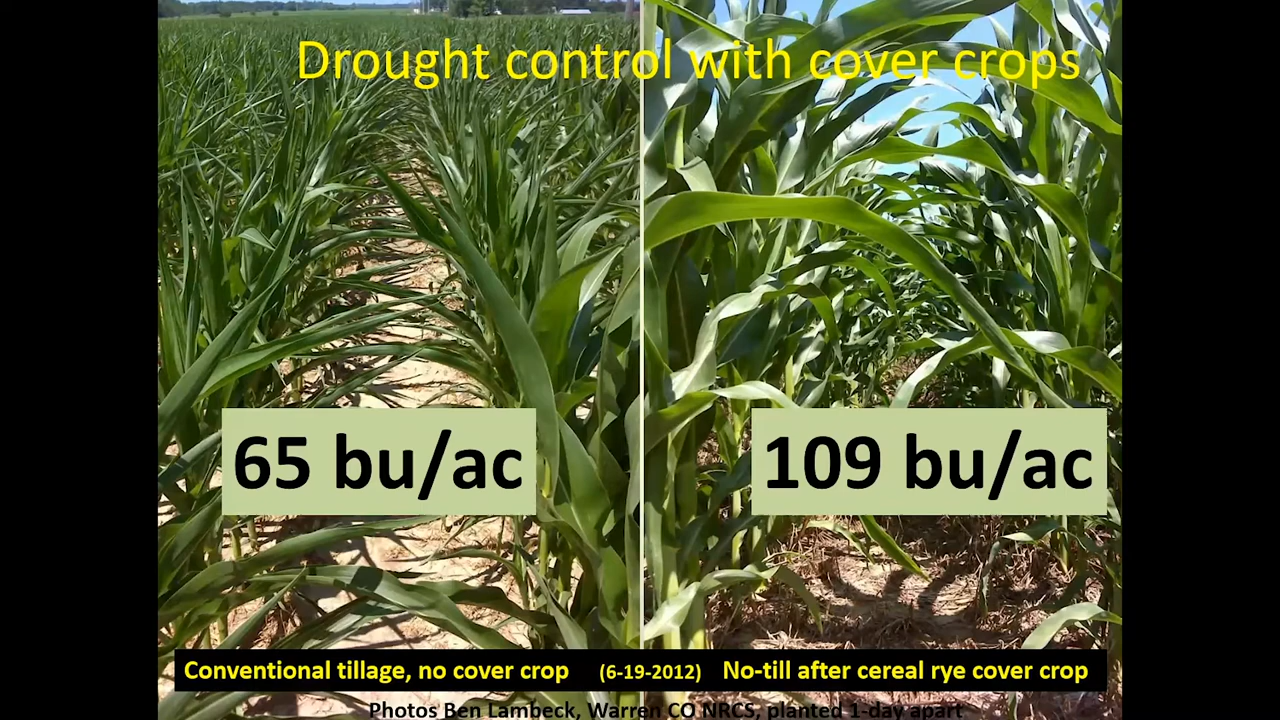 Drought control with cover crops
65 bu/ac
109 bu/ac
Conventional tillage, no cover crop (6-19-2012) No-till after cereal rye cover crop
Photos Ben Lambeck, Warren CO NRCS, planted 1-day apart